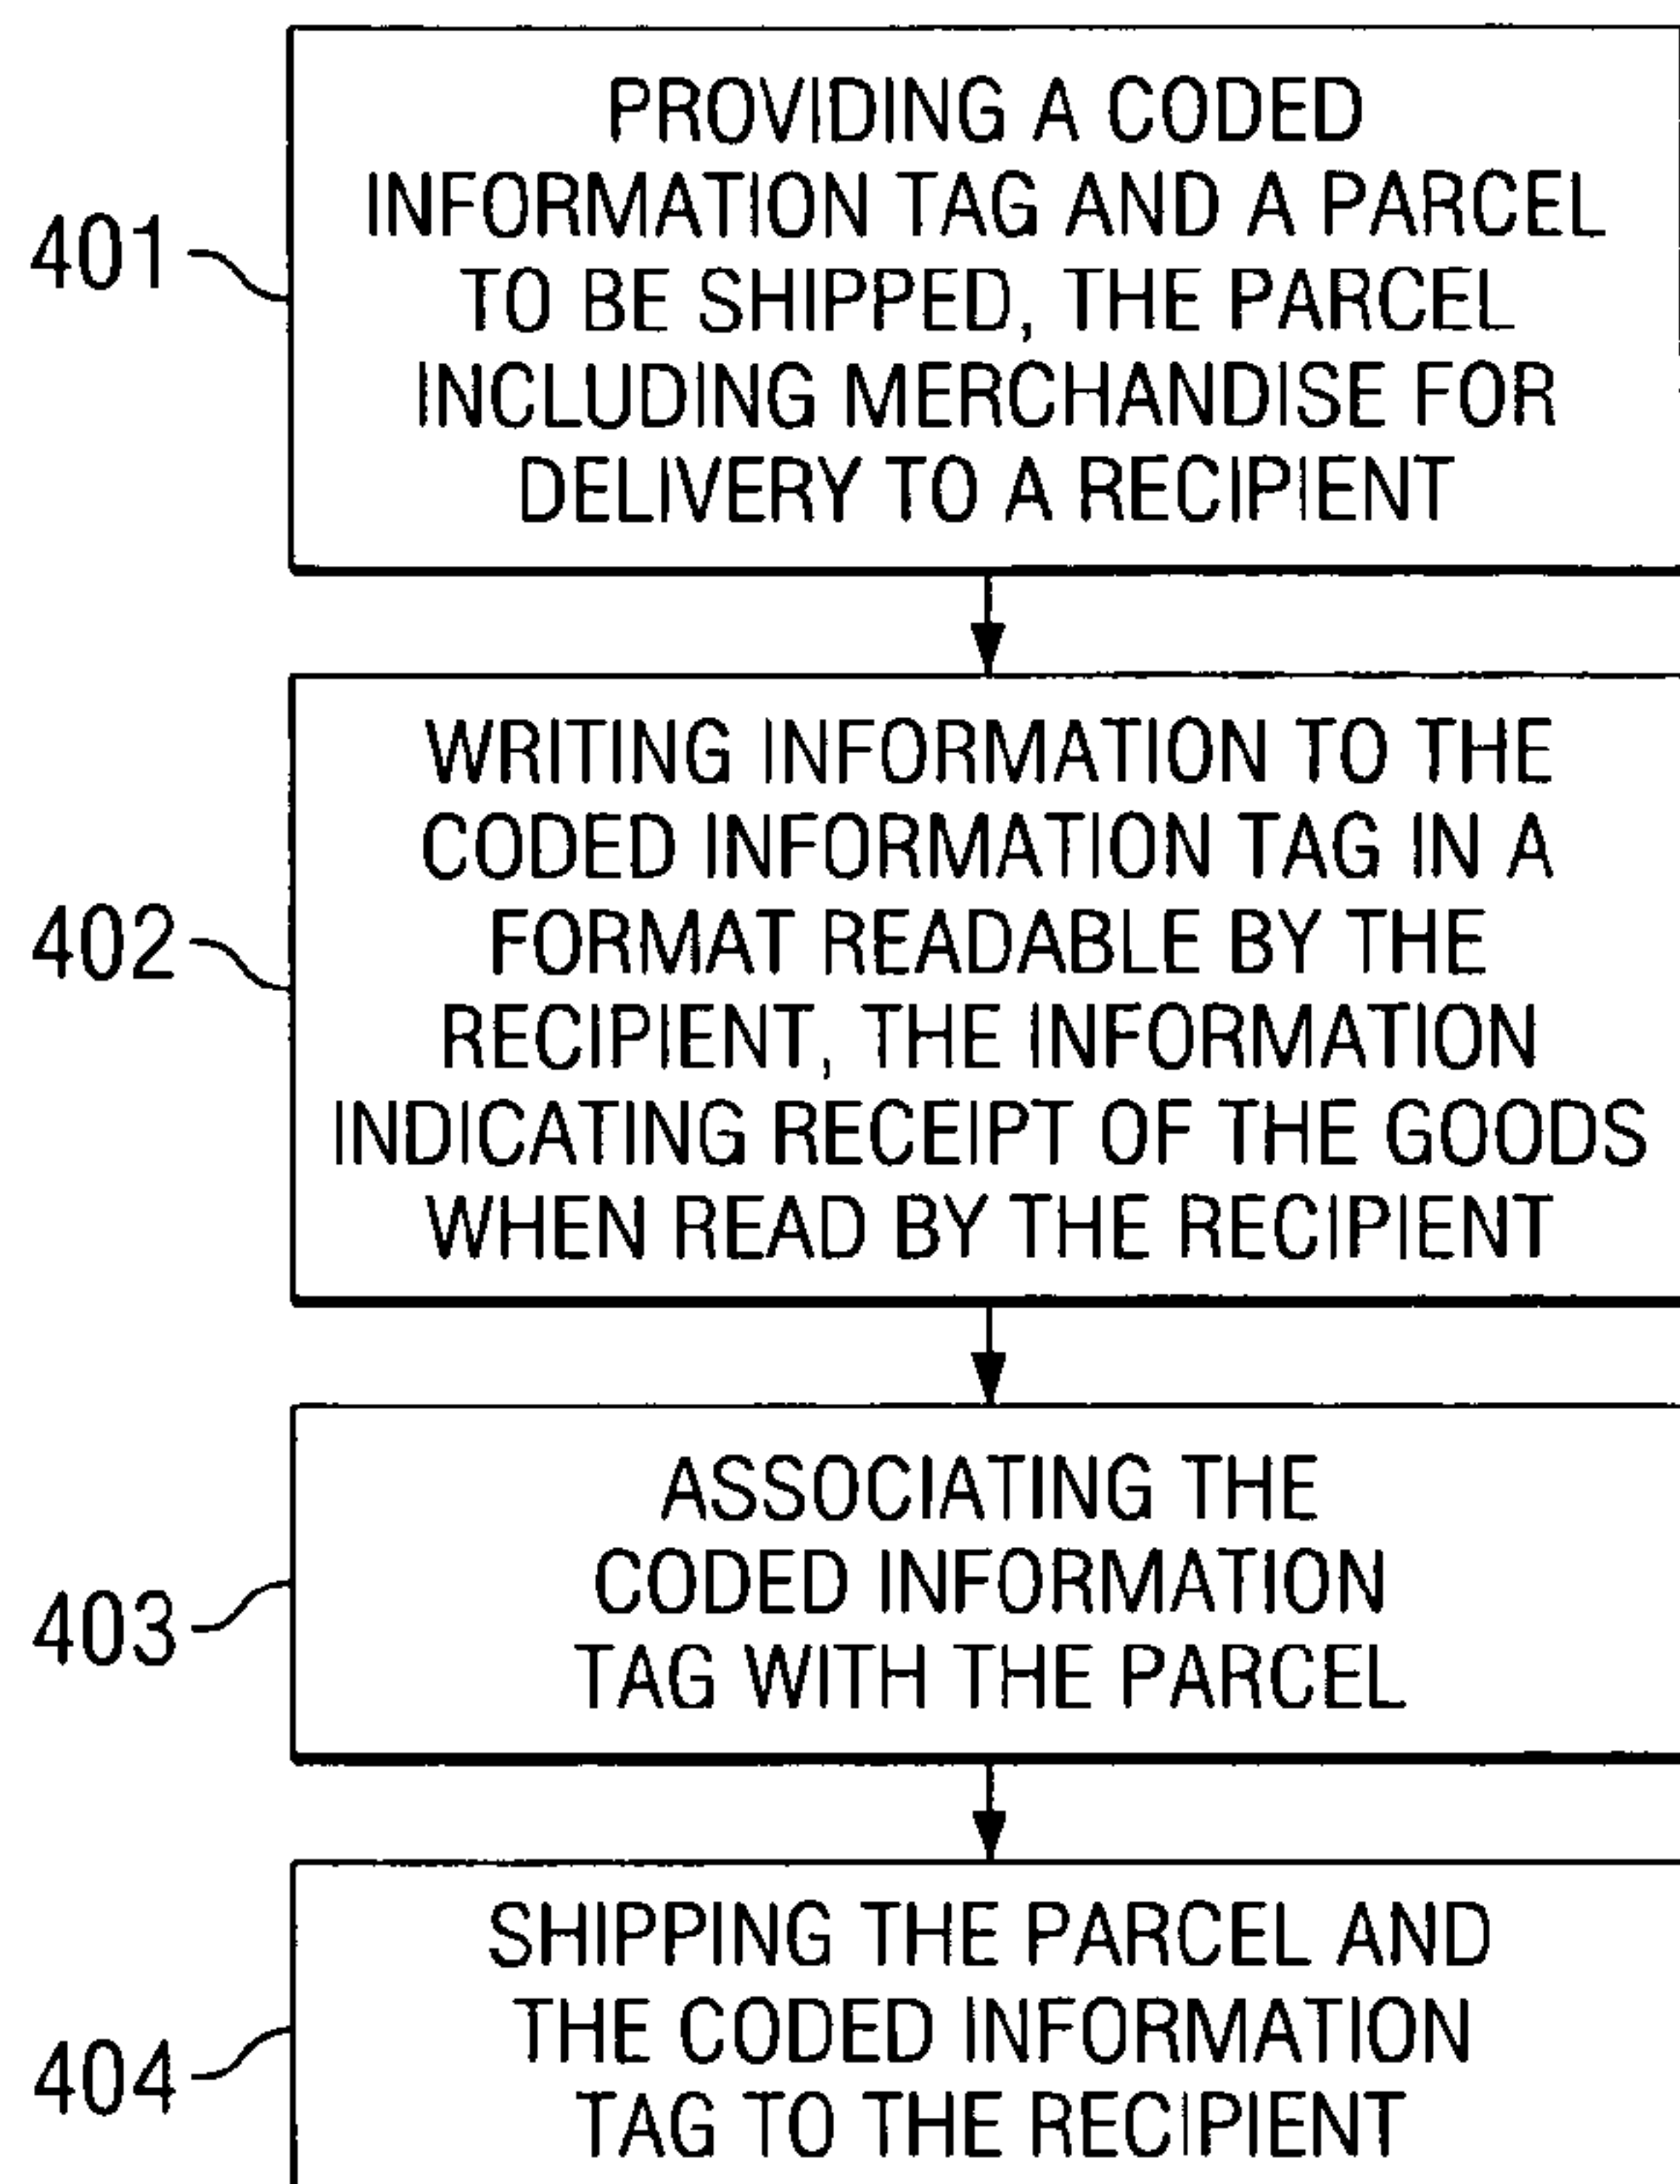 PROVIDING A CODED
INFORMATION TAG AND A PARCEL
401
TO BE SHIPPED, THE PARCEL
INCLUDING MERCHANDISE FOR
DELIVERY TO A RECIPIENT
WRITING INFORMATION TO THE
CODED INFORMATION TAG IN A
402
FORMAT READABLE BY THE
RECIPIENT, THE INFORMATION
INDICATING RECEIPT OF THE GOODS
WHEN READ BY THE RECIPIENT
ASSOCIATING THE
CODED INFORMATION
403
TAG WITH THE PARCEL
SHIPPING THE PARCEL AND
THE CODED INFORMATION
404
TAG TO THE RECIPIENT